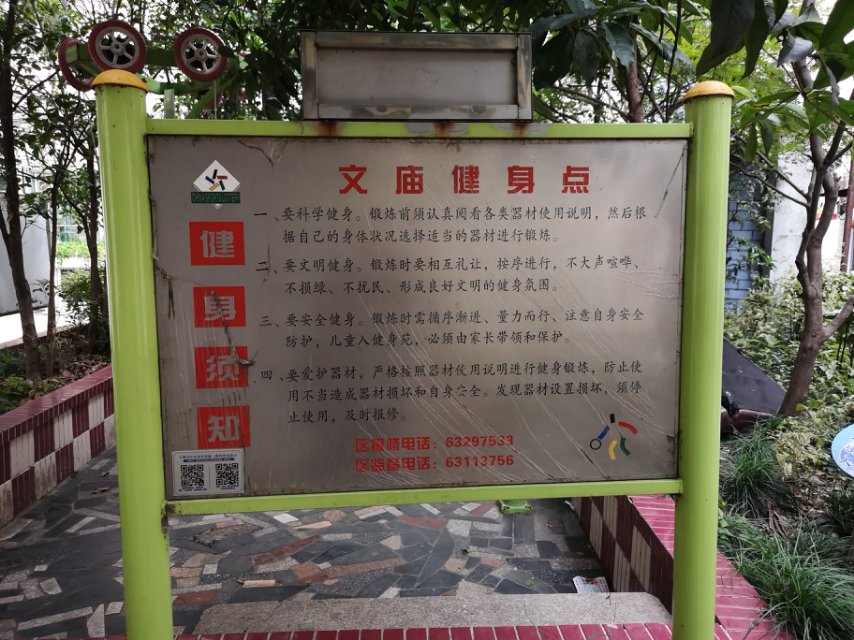 文庙健身点
健身须知
一、要科学健身。锻炼前须认真阅看各类器材使用说明，然后根
据自己的身体状况选择适当的器材进行锻炼。
二、要文明健身。锻炼时要相互礼让，按序进行，不大声喧哗、
不损绿、不扰民、形成良好文明的健身氛围。
三、要安全健身。锻炼时需循序渐进、量力而行、注意自身安全
防护，儿童入健身苑，必须由家长带领和保护。
四、要爱护器材，严格按照器材使用说明进行健身锻炼，防止使
用不当造成器材损坏和自身安全。发现器材设置损坏，须停
止使用，及时报修。
区报修电话：63297533
区监督电话：63113756